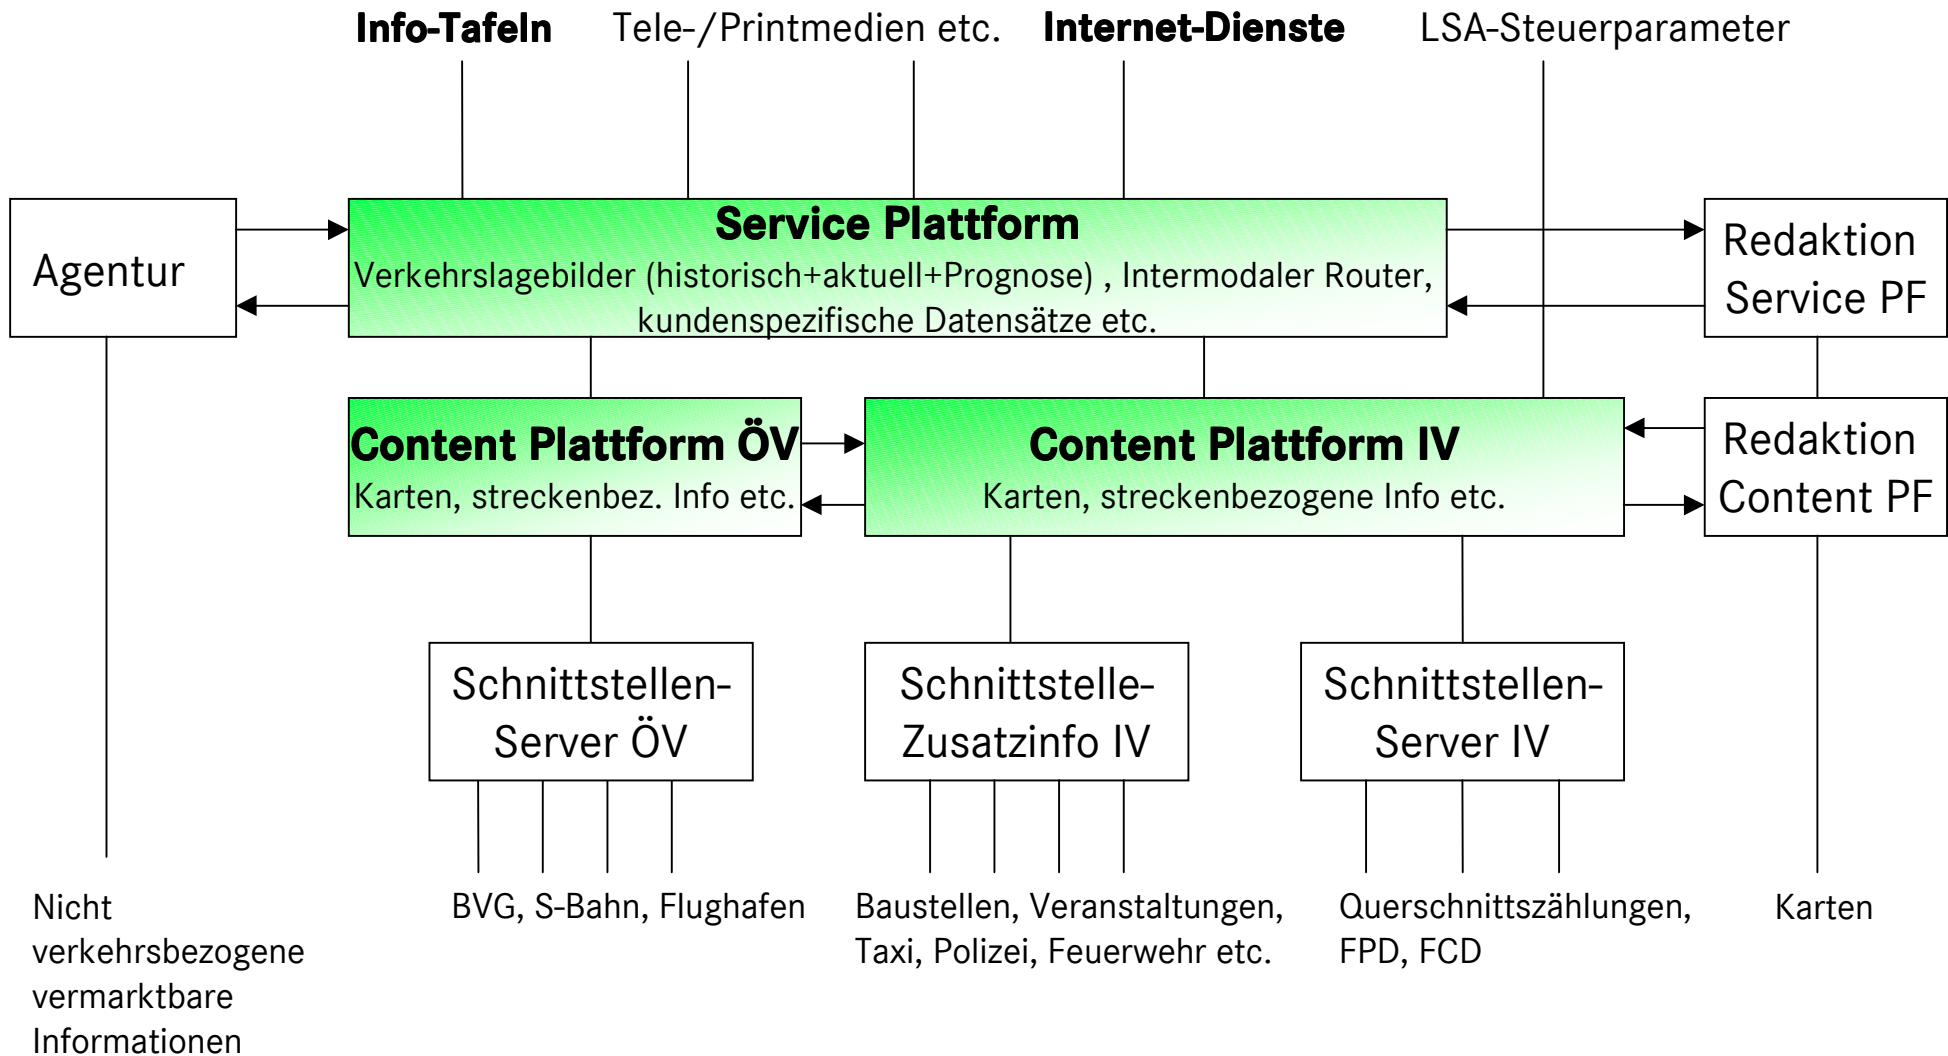 Info-Tafeln
Tele-/Printmedien etc.
Internet-Dienste
LSA-Steuerparameter
Agentur
Service Plattform
Verkehrslagebilder (historisch+aktuell+Prognose) , Intermodaler Router,
kundenspezifische Datensätze etc.
Redaktion
Service PF
Content Plattform ÖV
Karten, streckenbez. Info etc.
Content Plattform IV
Karten, streckenbezogene Info etc.
Redaktion
Content PF
Schnittstellen-
Server ÖV
Schnittstelle-
Zusatzinfo IV
Schnittstellen-
Server IV
Nicht
verkehrsbezogene
vermarktbare
Informationen
BVG, S-Bahn, Flughafen
Baustellen, Veranstaltungen,
Taxi, Polizei, Feuerwehr etc.
Querschnittszählungen,
FPD, FCD
Karten